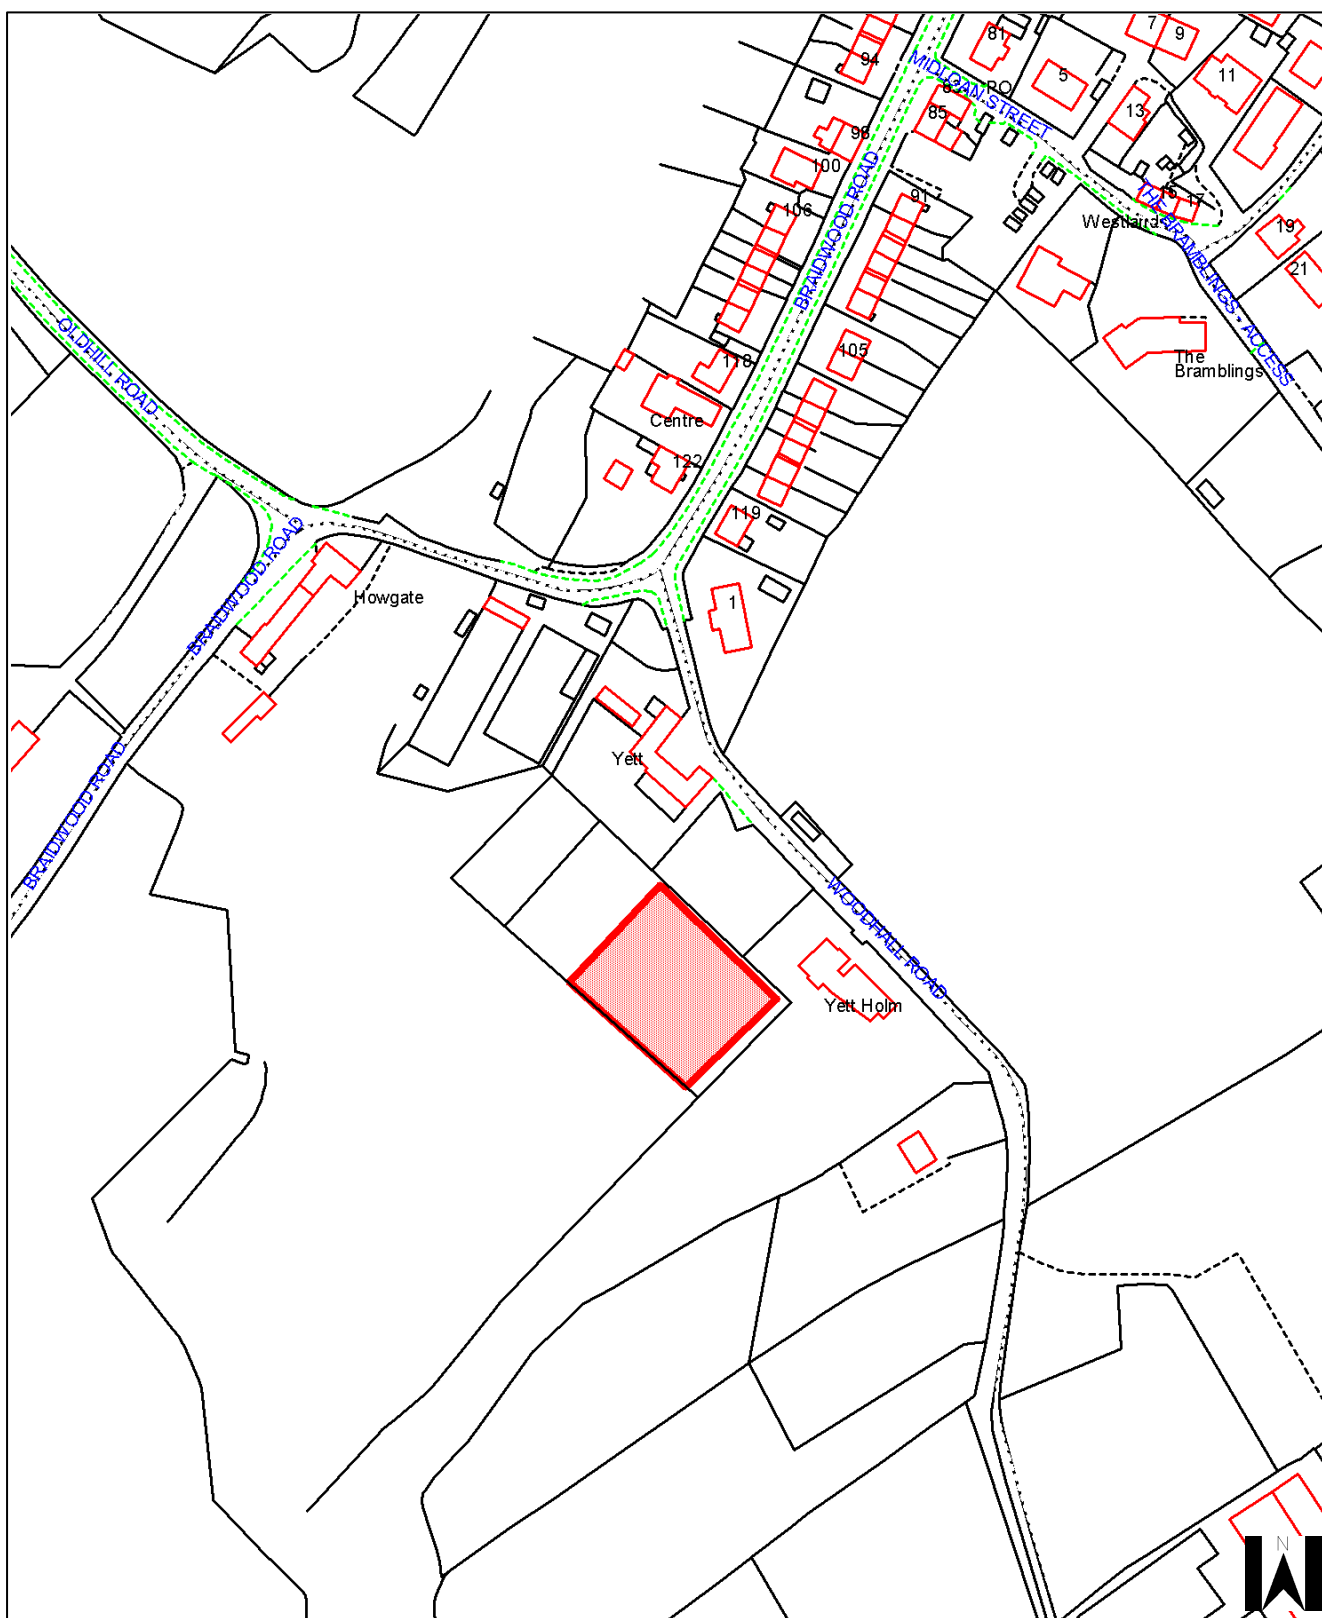 7
9
81
94
5
11
MIDLOAN STREET
PO
85
13
98
100
BRAIDWOOD ROAD
91
17
106
Westlairds
THE BRAMBLINGS - ACCESS
19
21
OLDHILL ROAD
105
118
The
Bramblings
Centre
122
119
BRAIDWOOD ROAD
Howgate
1
Yett
BRAIDWOOD ROAD
WOODHALL ROAD
Yett Holm
N